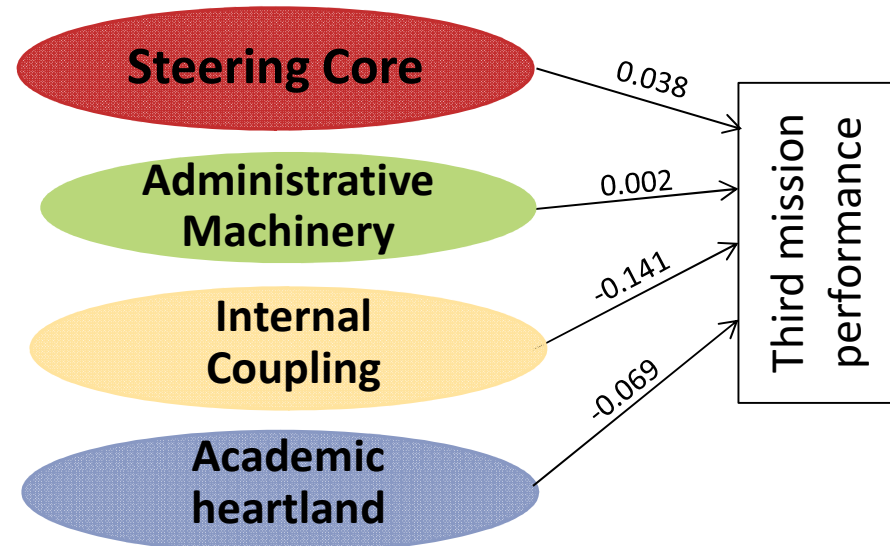 Steering Core
0.038
Administrative
Machinery
0.002
Internal
Coupling
-0.141
Academic
heartland
-0.069
Third mission
performance